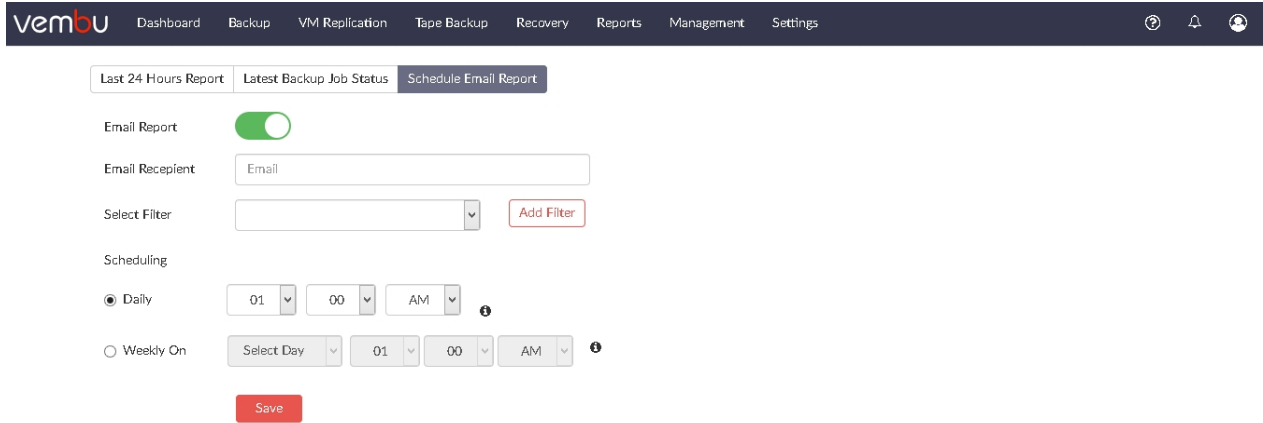 vembu Dashboard Backup VM Replication Tape Backup Recovery Reports Management Settings
Last 24 Hours Report Latest Backup Job Status Schedule Email Report
Email Report
Email Recepient Email
Select Filter Add Filter
Scheduling
Daily 01 00 AM
Weekly On Select Day 01 00 AM
Save